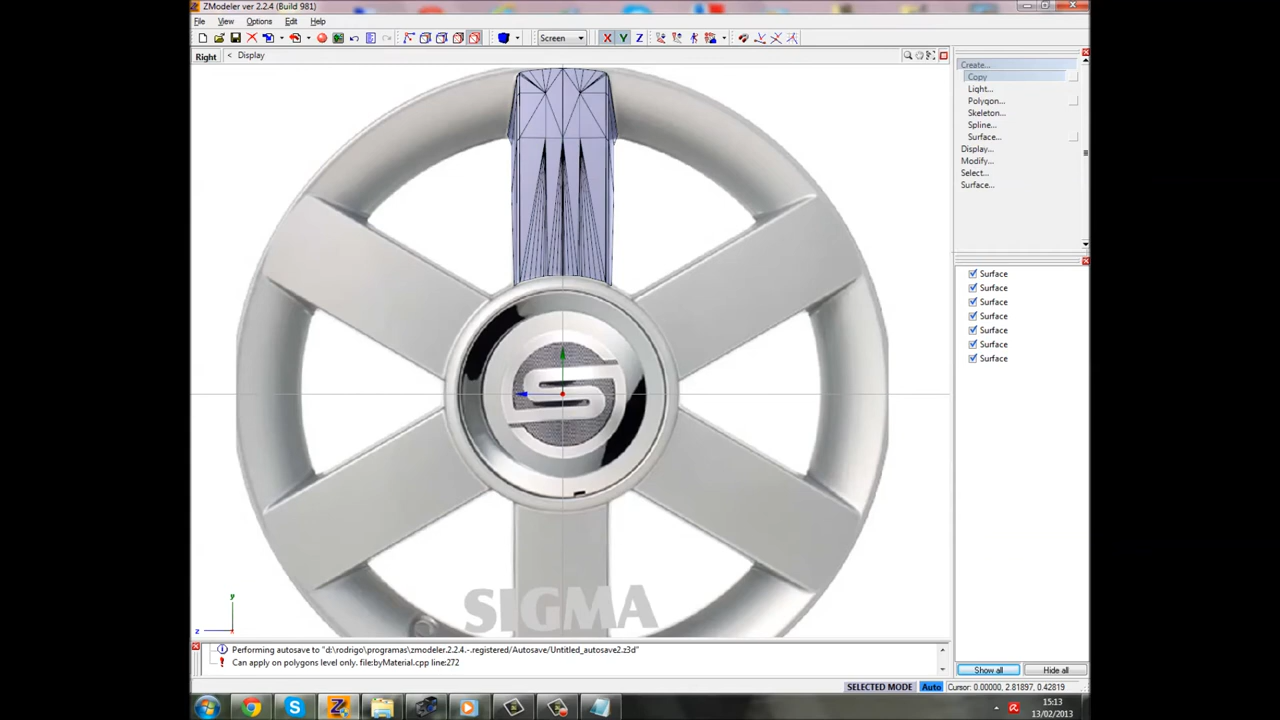 ZModeler ver 2.2.4 (Build 981)
File View Options Edit Help
Screen X Y Z
Right < Display
Create...
Copy
Light...
Polygon...
Skeleton...
Spline...
Surface...
Display...
Modify...
Select...
Surface...
Surface
Surface
Surface
Surface
Surface
Surface
Surface
S
SIGMA
y
z
x
Performing autosave to "d:\rodrigo\programas\zmodeler.2.2.4.-.registered/Autosave/Untitled_autosave2.z3d"
Can apply on polygons level only. file:byMaterial.cpp line:272
Show all Hide all
SELECTED MODE Auto Cursor: 0.00000, 2.81897, 0.42819
15:13
13/02/2013